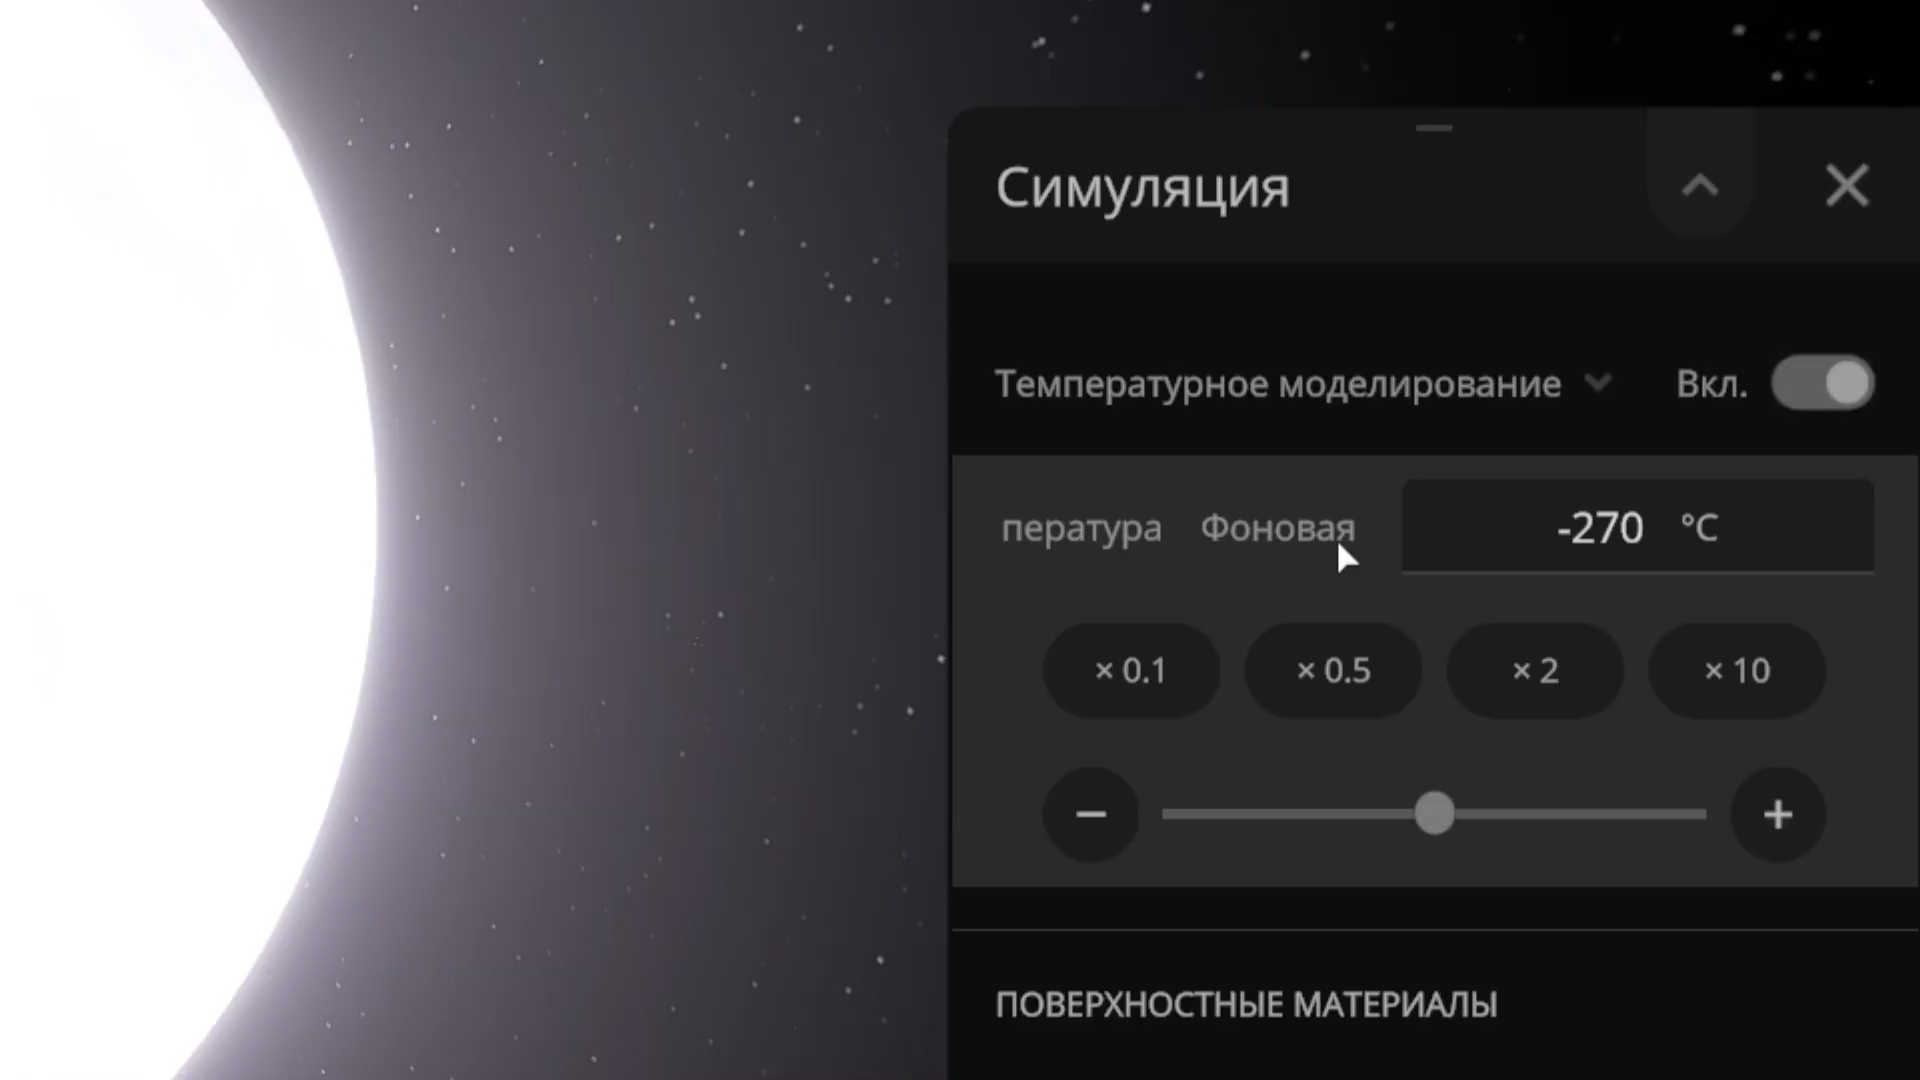 Симуляция
Температурное моделирование Вкл.
пература Фоновая -270 °C
× 0.1 × 0.5 × 2 × 10
ПОВЕРХНОСТНЫЕ МАТЕРИАЛЫ